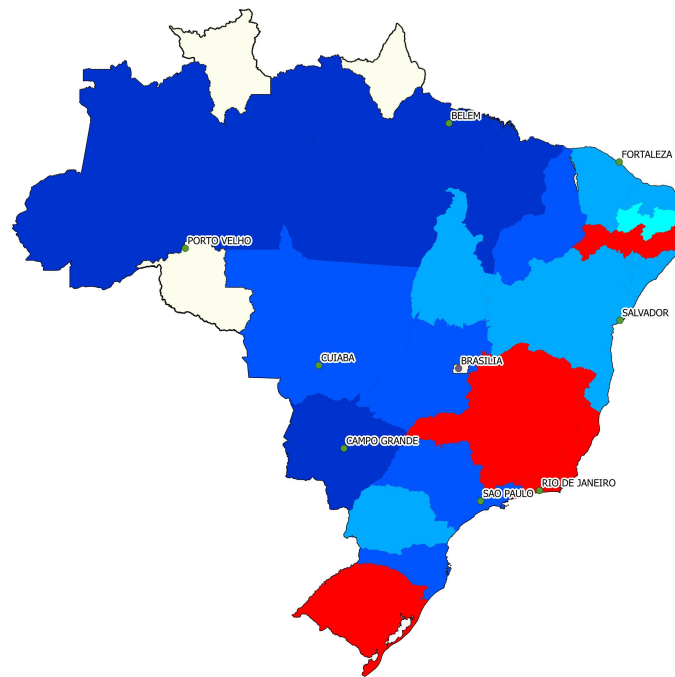 BELEM
FORTALEZA
PORTO VELHO
SALVADOR
CUIABA
BRASILIA
CAMPO GRANDE
RIO DE JANEIRO
SAO PAULO